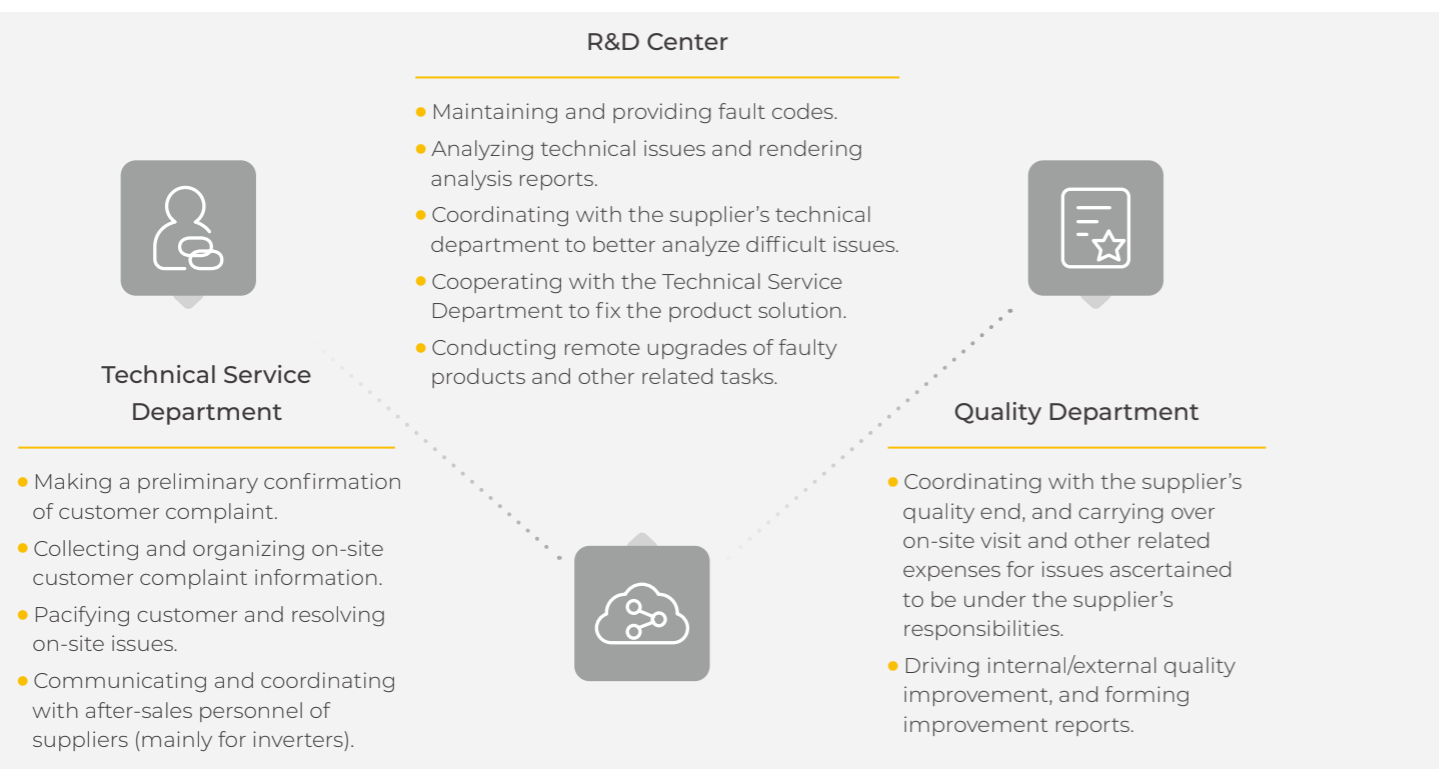 R&D Center
Maintaining and providing fault codes.
Analyzing technical issues and rendering
analysis reports.
Coordinating with the supplier’s technical
department to better analyze difficult issues.
Cooperating with the Technical Service
Department to fix the product solution.
Conducting remote upgrades of faulty
products and other related tasks.
Technical Service
Department
Making a preliminary confirmation
of customer complaint.
Collecting and organizing on-site
customer complaint information.
Pacifying customer and resolving
on-site issues.
Communicating and coordinating
with after-sales personnel of
suppliers (mainly for inverters).
Quality Department
Coordinating with the supplier’s
quality end, and carrying over
on-site visit and other related
expenses for issues ascertained
to be under the supplier’s
responsibilities.
Driving internal/external quality
improvement, and forming
improvement reports.